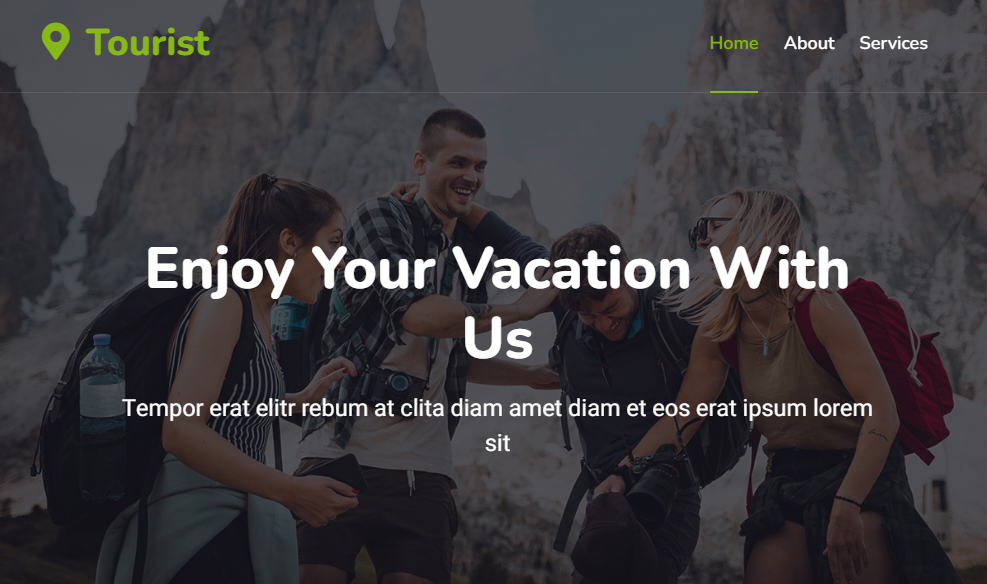 Tourist
Home About Services
Enjoy Your Vacation With
Us
Tempor erat elitr rebum at clita diam amet diam et eos erat ipsum lorem
sit